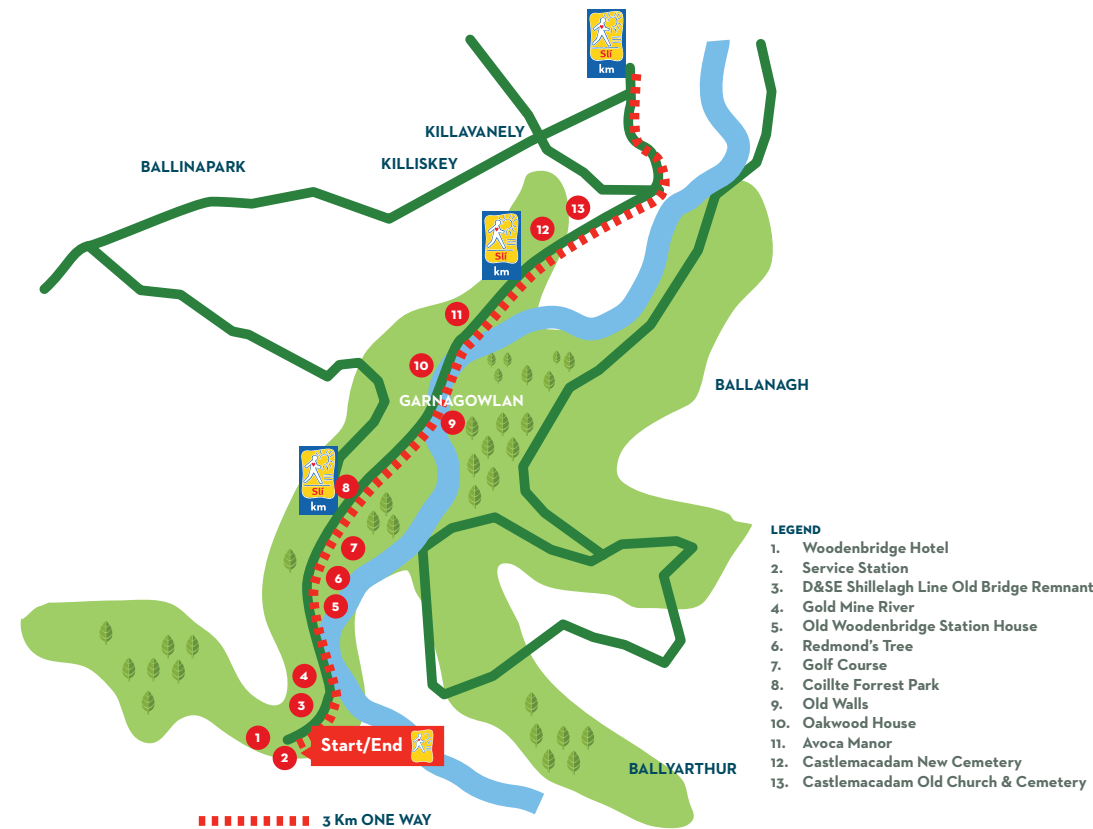 Slí
km
KILLAVANELY
KILLISKEY
BALLINAPARK
13
12
Slí
km
11
10
GARNAGOWLAN
9
BALLANAGH
Slí
km
8
7
6
5
4
3
1
2
Start/End
BALLYARTHUR
3 Km ONE WAY
LEGEND
1. Woodenbridge Hotel
2. Service Station
3. D&SE Shillelagh Line Old Bridge Remnant
4. Gold Mine River
5. Old Woodenbridge Station House
6. Redmond's Tree
7. Golf Course
8. Coillte Forrest Park
9. Old Walls
10. Oakwood House
11. Avoca Manor
12. Castlemacadam New Cemetery
13. Castlemacadam Old Church & Cemetery